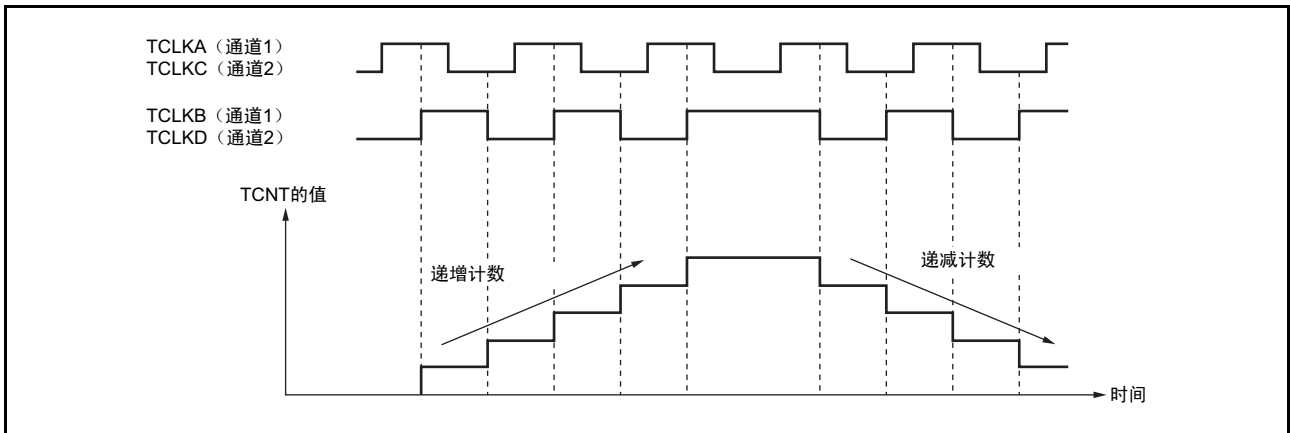 TCLKA（通道1）
TCLKC（通道2）
TCLKB（通道1）
TCLKD（通道2）
TCNT的值
递增计数
递减计数
时间